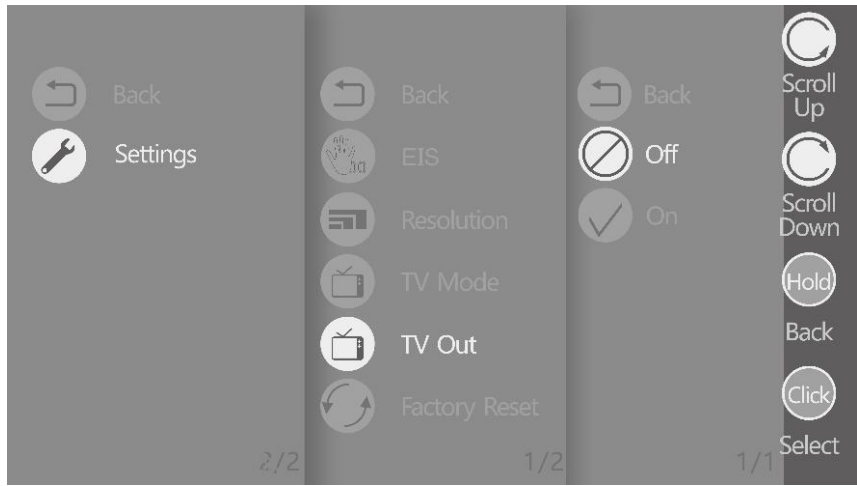 Back
Settings
2/2
Back
EIS
Resolution
TV Mode
TV Out
Factory Reset
1/2
Back
Off
On
1/1
Scroll
Up
Scroll
Down
Hold
Back
Click
Select